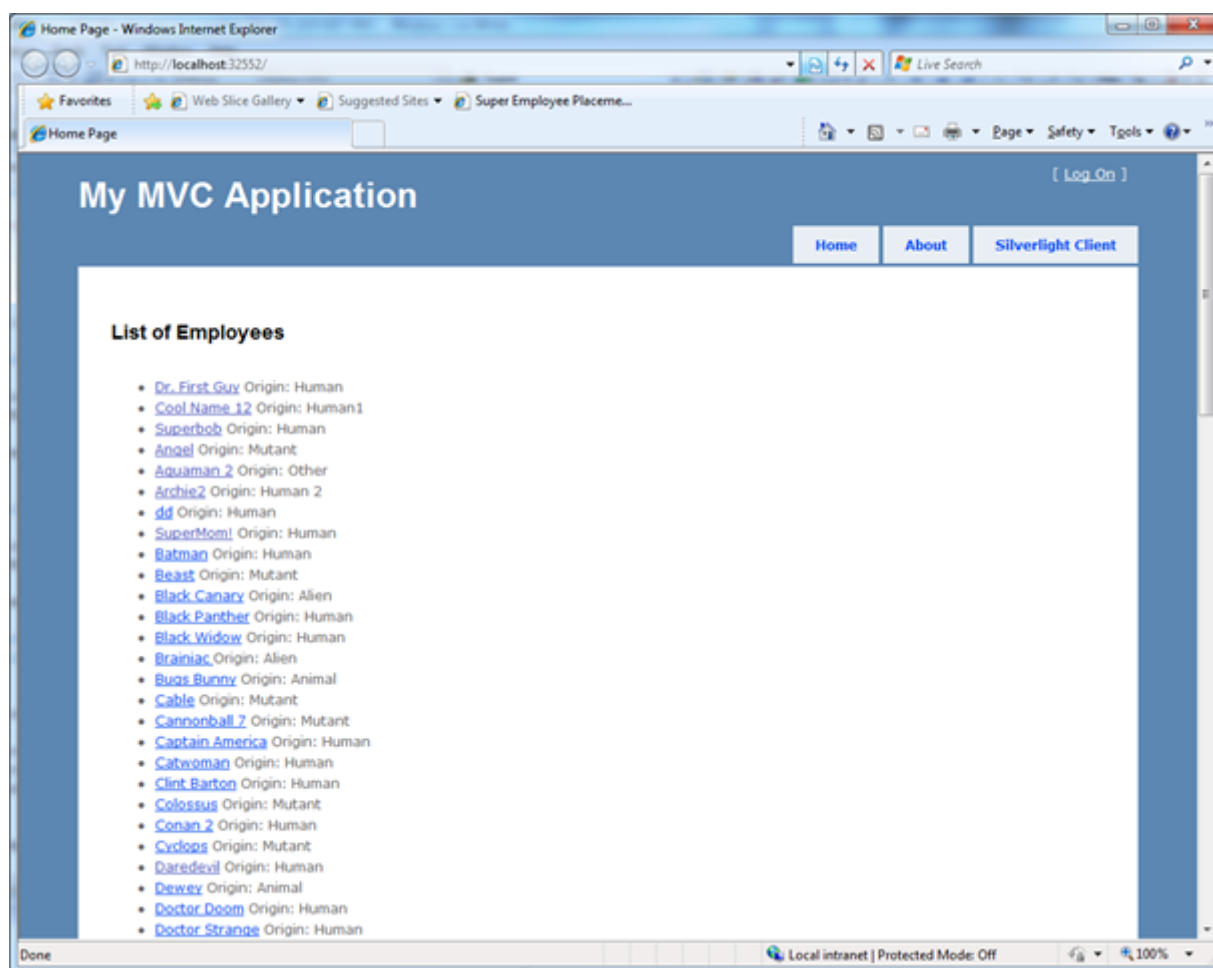 Home Page - Windows Internet Explorer
http://localhost:32552/
Live Search
Favorites Web Slice Gallery Suggested Sites Super Employee Placeme...
Home Page
Page Safety Tools
[ Log On ]
My MVC Application
Home About Silverlight Client
List of Employees
• Dr. First Guy Origin: Human
• Cool Name 12 Origin: Human1
• Superbob Origin: Human
• Angel Origin: Mutant
• Aquaman 2 Origin: Other
• Archie2 Origin: Human 2
• dd Origin: Human
• SuperMom! Origin: Human
• Batman Origin: Human
• Beast Origin: Mutant
• Black Canary Origin: Alien
• Black Panther Origin: Human
• Black Widow Origin: Human
• Brainiac Origin: Alien
• Bugs Bunny Origin: Animal
• Cable Origin: Mutant
• Cannonball 7 Origin: Mutant
• Captain America Origin: Human
• Catwoman Origin: Human
• Clint Barton Origin: Human
• Colossus Origin: Mutant
• Conan 2 Origin: Human
• Cyclops Origin: Mutant
• Daredevil Origin: Human
• Dewey Origin: Animal
• Doctor Doom Origin: Human
• Doctor Strange Origin: Human
Done
Local intranet | Protected Mode: Off
100%